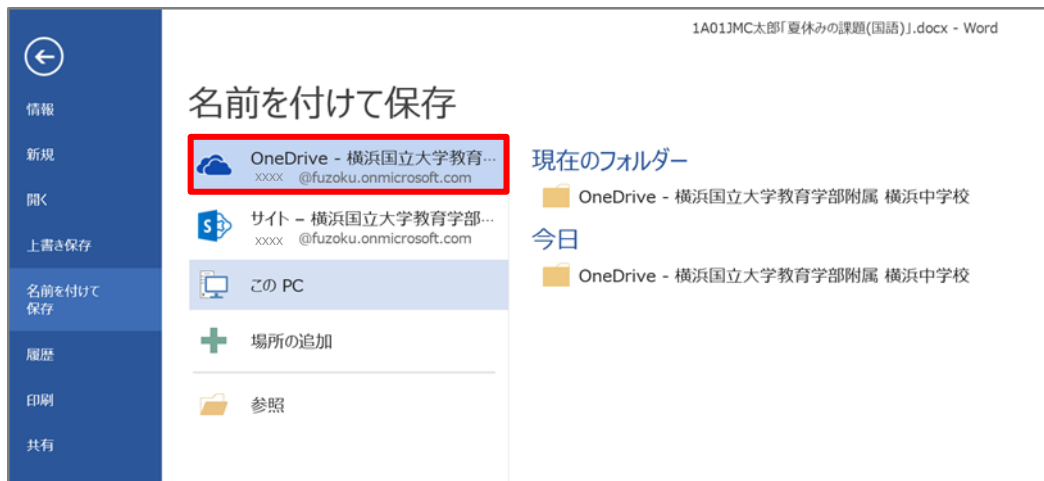 1A01JMC太郎「夏休みの課題(国語)」.docx - Word
情報
新規
開く
上書き保存
名前を付けて
保存
履歴
印刷
共有
名前を付けて保存
OneDrive - 横浜国立大学教育…
xxxx @fuzoku.onmicrosoft.com
サイト – 横浜国立大学教育学部…
xxxx @fuzoku.onmicrosoft.com
この PC
場所の追加
参照
現在のフォルダー
OneDrive - 横浜国立大学教育学部附属 横浜中学校
今日
OneDrive - 横浜国立大学教育学部附属 横浜中学校